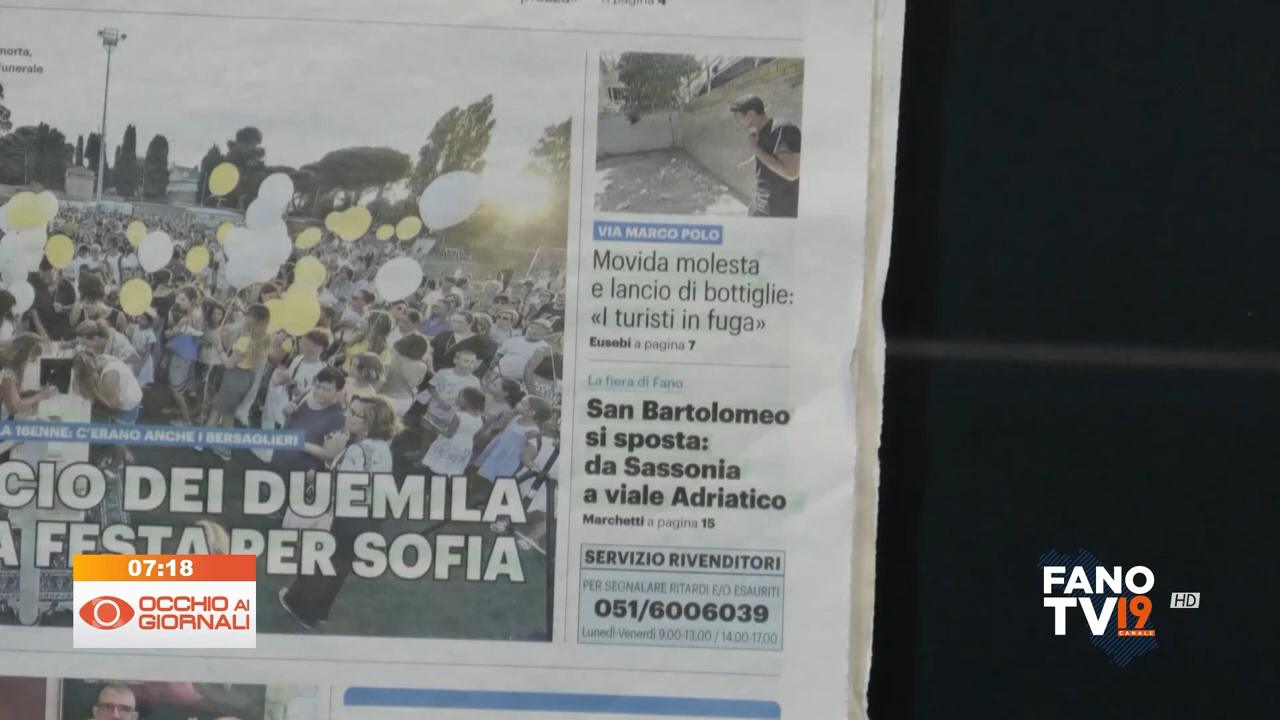 a pagina 4
morta,
funerale
VIA MARCO POLO
Movida molesta
e lancio di bottiglie:
«I turisti in fuga»
Eusebi a pagina 7
La fiera di Fano
San Bartolomeo
si sposta:
da Sassonia
a viale Adriatico
Marchetti a pagina 15
SERVIZIO RIVENDITORI
PER SEGNALARE RITARDI E/O ESAURITI
051/6006039
Lunedì-Venerdì 9.00-13.00 / 14.00-17.00
A 16ENNE: C'ERANO ANCHE I BERSAGLIERI
CIO DEI DUEMILA
A FESTA PER SOFIA
07:18
OCCHIO AI
GIORNALI
FANO
TV19
CANALE
HD